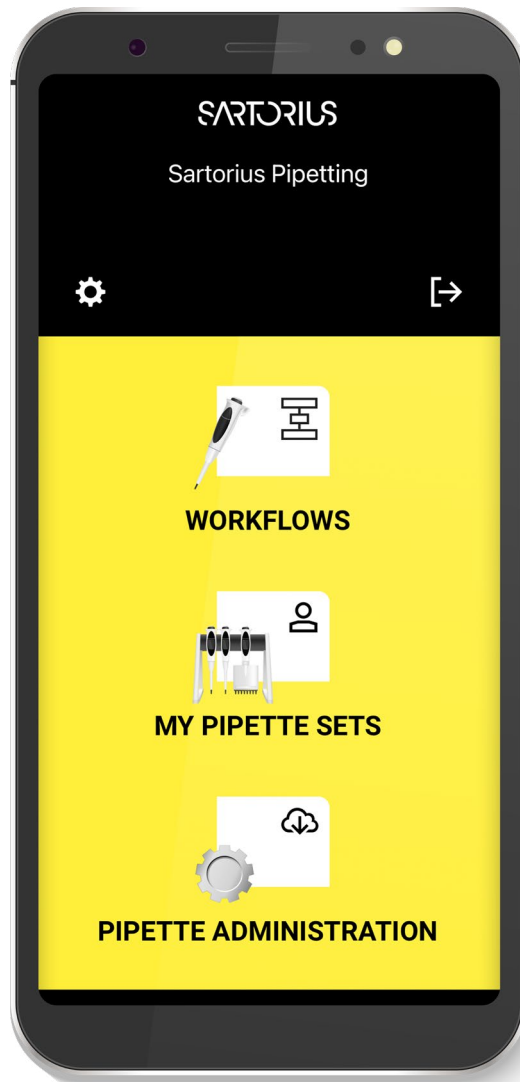 SARTORIUS
Sartorius Pipetting
WORKFLOWS
MY PIPETTE SETS
PIPETTE ADMINISTRATION